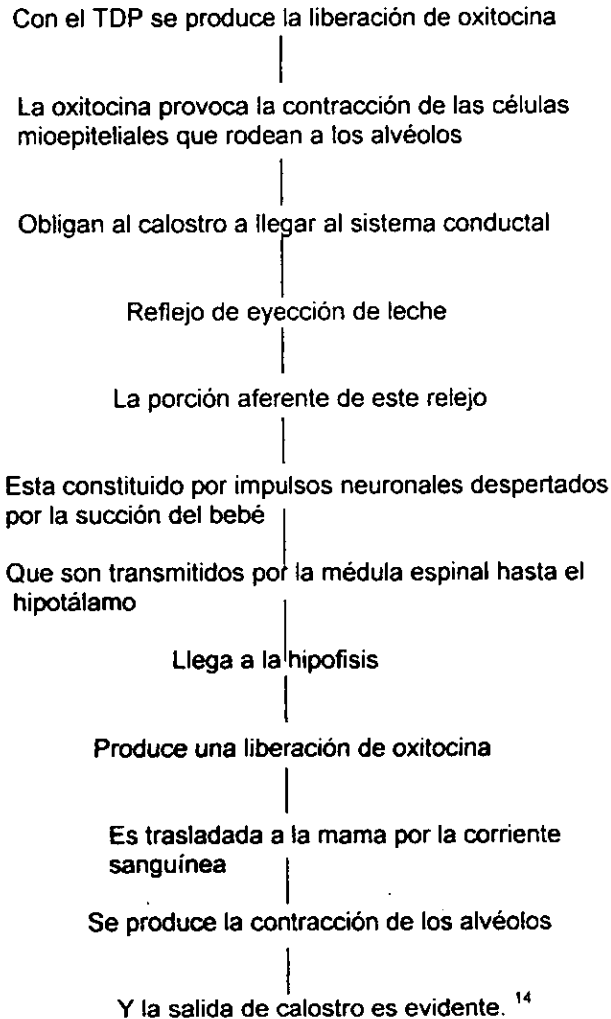 Con el TDP se produce la liberación de oxitocina
La oxitocina provoca la contracción de las células
mioepiteliales que rodean a los alvéolos
Obligan al calostro a llegar al sistema conductal
Reflejo de eyección de leche
La porción aferente de este relejo
Esta constituido por impulsos neuronales despertados
por la succión del bebé
Que son transmitidos por la médula espinal hasta el
hipotálamo
Llega a la hipofisis
Produce una liberación de oxitocina
Es trasladada a la mama por la corriente
sanguínea
Se produce la contracción de los alvéolos
Y la salida de calostro es evidente. 14